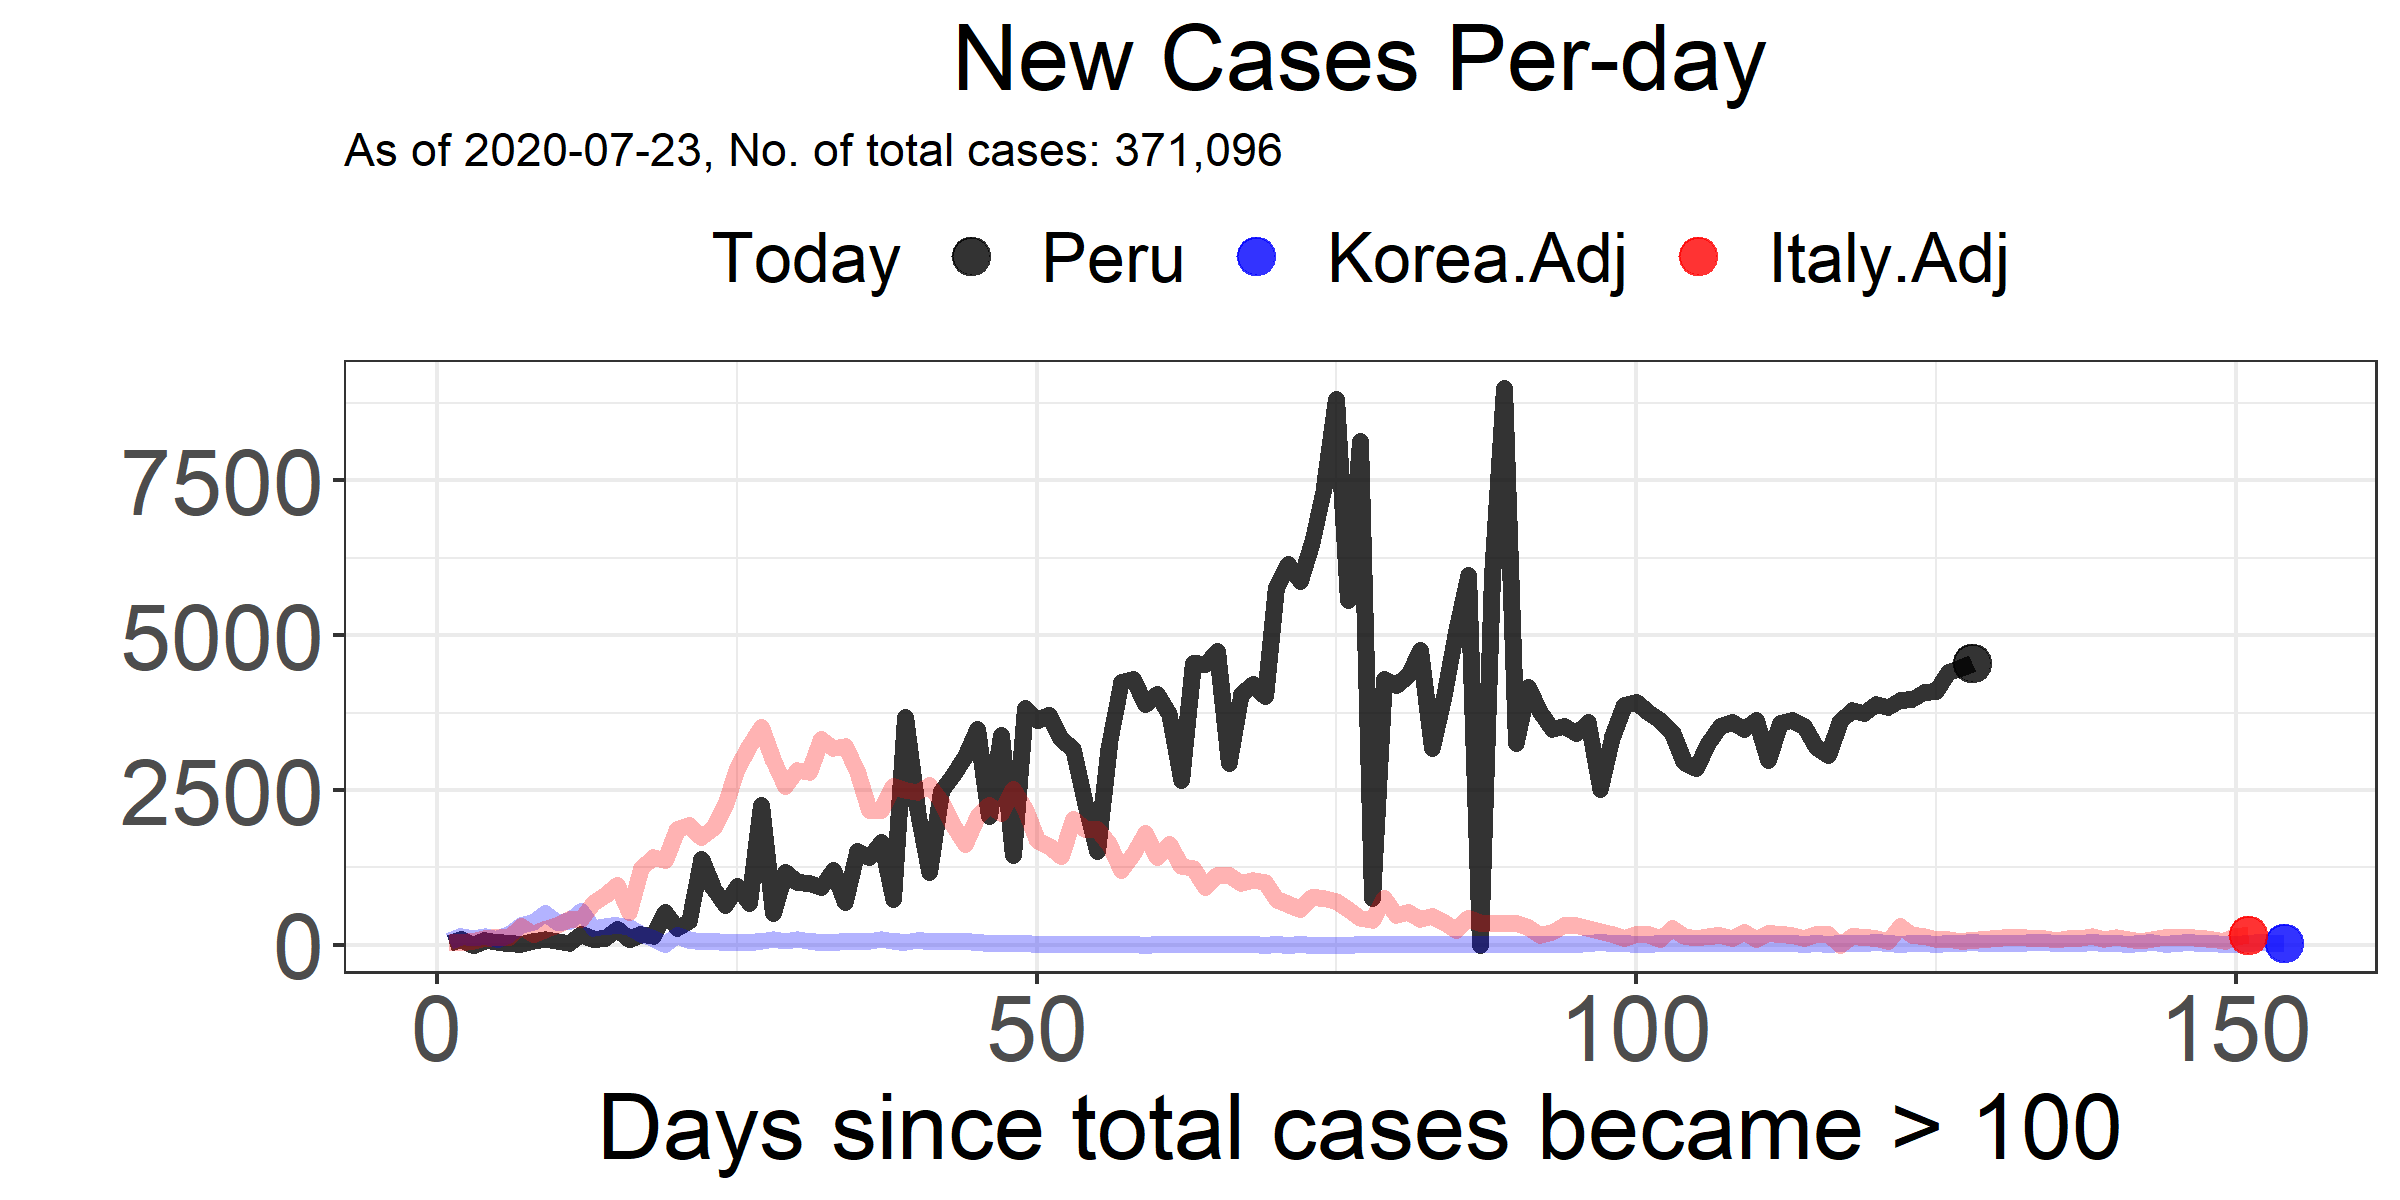 New Cases Per-day
As of 2020-07-23, No. of total cases: 371,096
Today Peru Korea.Adj Italy.Adj
7500
5000
2500
0
0 50 100 150
Days since total cases became > 100